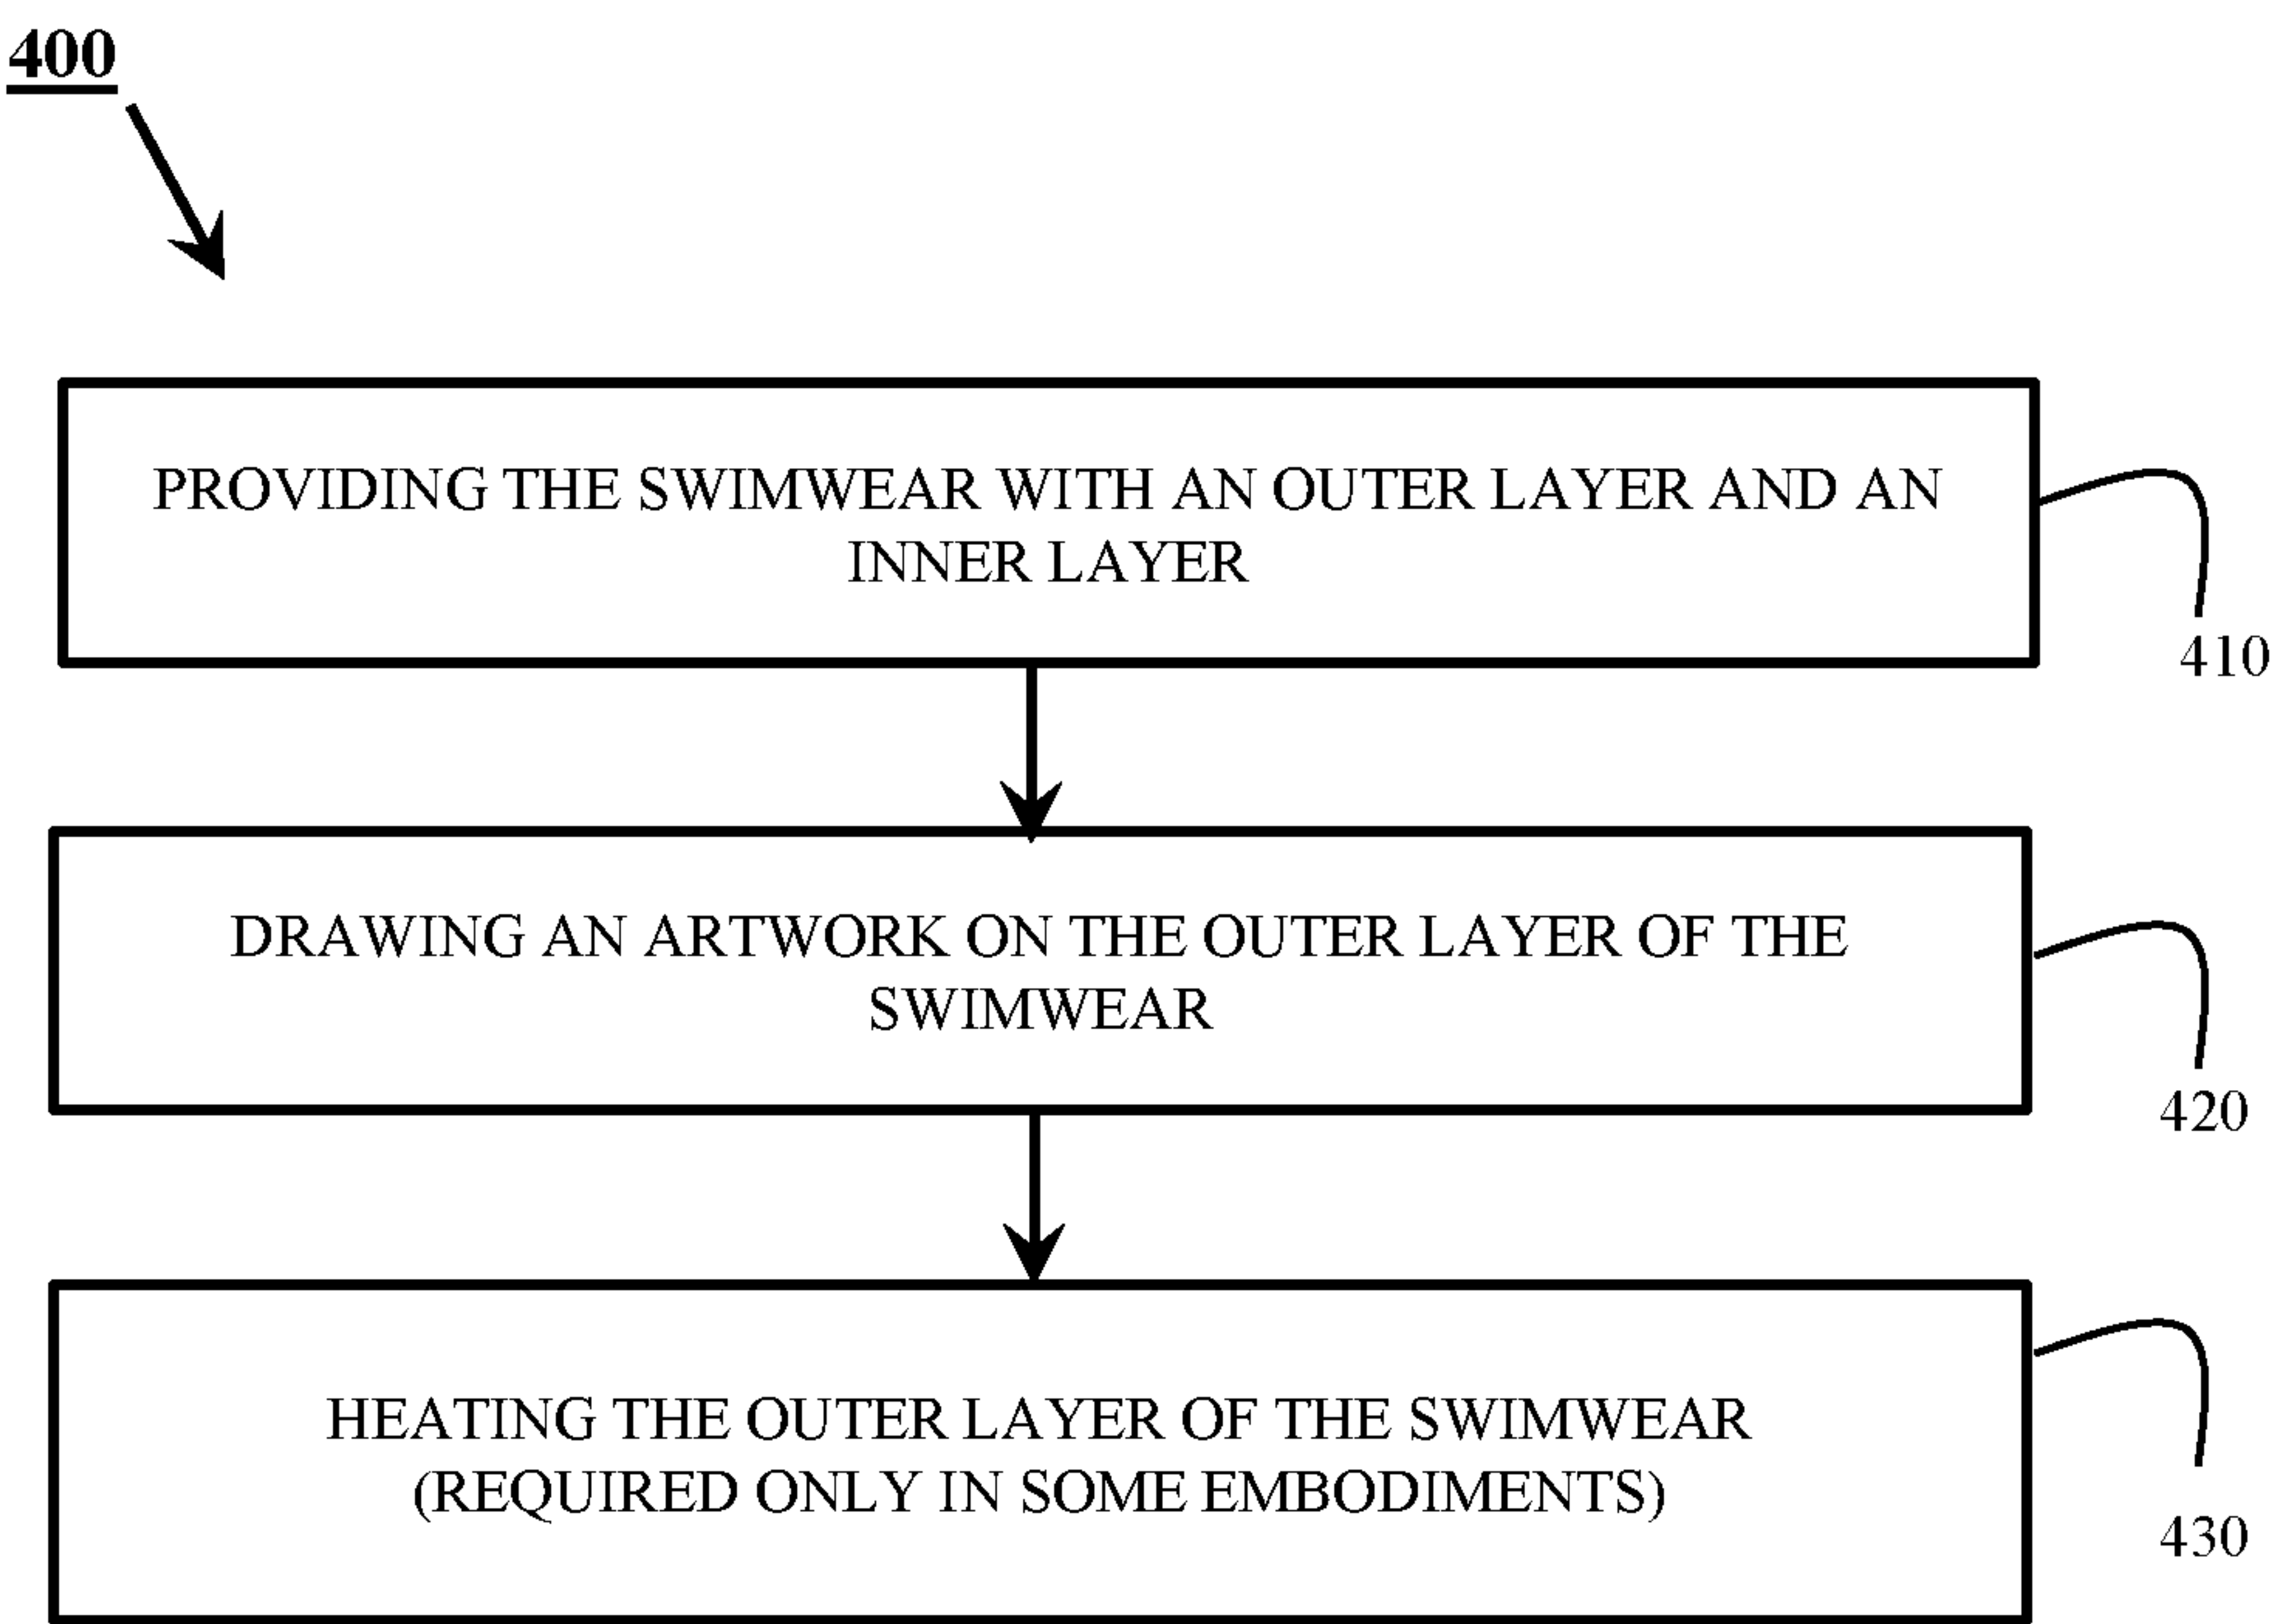 400
PROVIDING THE SWIMWEAR WITH AN OUTER LAYER AND AN
INNER LAYER
410
DRAWING AN ARTWORK ON THE OUTER LAYER OF THE
SWIMWEAR
420
HEATING THE OUTER LAYER OF THE SWIMWEAR
(REQUIRED ONLY IN SOME EMBODIMENTS)
430